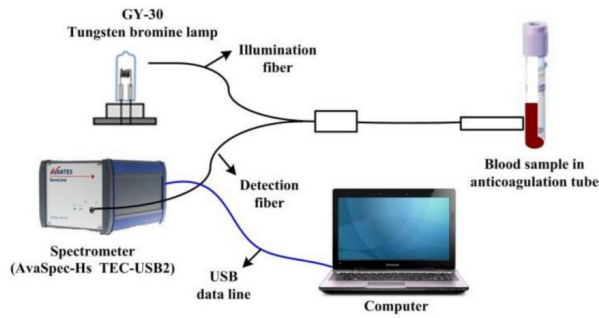 GY-30
Tungsten bromine lamp
Illumination
fiber
AVANTES
Detection
fiber
Blood sample in
anticoagulation tube
Spectrometer
(AvaSpec-Hs TEC-USB2)
USB
data line
Computer